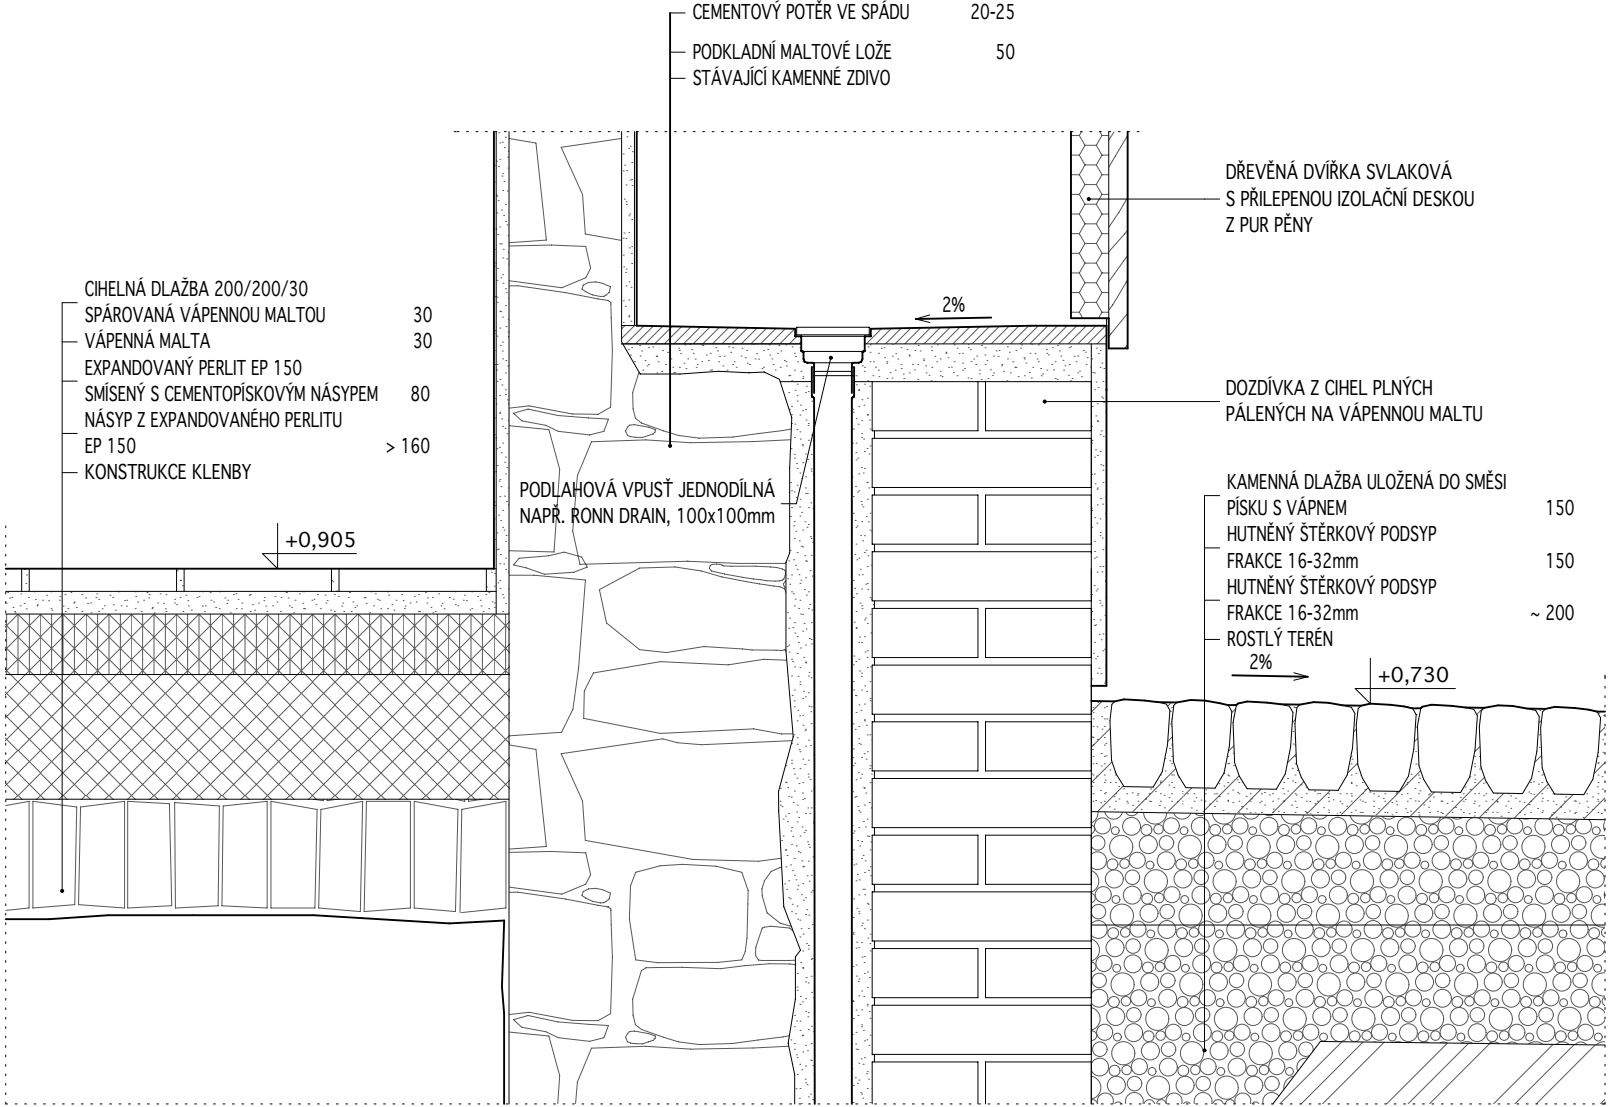 CEMENTOVÝ POTĚR VE SPÁDU 20-25
PODKLADNÍ MALTOVÉ LOŽE 50
STÁVAJÍCÍ KAMENNÉ ZDIVO
DŘEVĚNÁ DVÍŘKA SVLAKOVÁ
S PŘILEPENOU IZOLAČNÍ DESKOU
Z PUR PĚNY
CIHELNÁ DLAŽBA 200/200/30
SPÁROVANÁ VÁPENNOU MALTOU 30
VÁPENNÁ MALTA 30
EXPANDOVANÝ PERLIT EP 150
SMÍSENÝ S CEMENTOPÍSKOVÝM NÁSYPEM 80
NÁSYP Z EXPANDOVANÉHO PERLITU
EP 150 > 160
KONSTRUKCE KLENBY
2%
DOZDÍVKA Z CIHEL PLNÝCH
PÁLENÝCH NA VÁPENNOU MALTU
PODLAHOVÁ VPUSŤ JEDNODÍLNÁ
NAPŘ. RONN DRAIN, 100x100mm
KAMENNÁ DLAŽBA ULOŽENÁ DO SMĚSI
PÍSKU S VÁPNEM 150
HUTNĚNÝ ŠTĚRKOVÝ PODSYP
FRAKCE 16-32mm 150
HUTNĚNÝ ŠTĚRKOVÝ PODSYP
FRAKCE 16-32mm ~ 200
ROSTLÝ TERÉN
+0,905
2%
+0,730